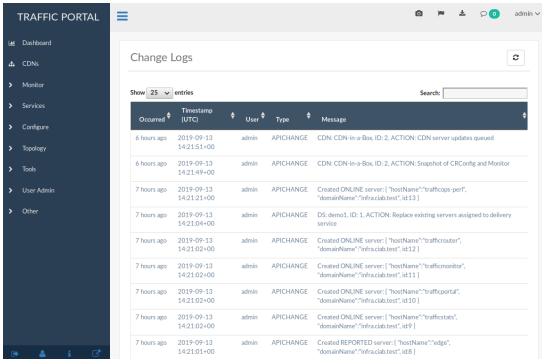 TRAFFIC PORTAL
0
admin
Dashboard
CDNs
Monitor
Services
Configure
Topology
Tools
User Admin
Other
Change Logs
Show 25 entries
Search:
Occurred
Timestamp
(UTC)
User
Type
Message
6 hours ago 2019-09-13 admin APICHANGE CDN: CDN-in-a-Box, ID: 2, ACTION: CDN server updates queued
14:21:51+00
6 hours ago 2019-09-13 admin APICHANGE CDN: CDN-in-a-Box, ID: 2, ACTION: Snapshot of CRConfig and Monitor
14:21:49+00
7 hours ago 2019-09-13 admin APICHANGE Created ONLINE server: { "hostName":"trafficops-perl",
14:21:21+00 "domainName":"infra.ciab.test", id:13 }
7 hours ago 2019-09-13 admin APICHANGE DS: demo1, ID: 1, ACTION: Replace existing servers assigned to delivery
14:21:04+00 service
7 hours ago 2019-09-13 admin APICHANGE Created ONLINE server: { "hostName":"trafficrouter",
14:21:02+00 "domainName":"infra.ciab.test", id:12 }
7 hours ago 2019-09-13 admin APICHANGE Created ONLINE server: { "hostName":"trafficmonitor",
14:21:02+00 "domainName":"infra.ciab.test", id:11 }
7 hours ago 2019-09-13 admin APICHANGE Created ONLINE server: { "hostName":"trafficportal",
14:21:02+00 "domainName":"infra.ciab.test", id:10 }
7 hours ago 2019-09-13 admin APICHANGE Created ONLINE server: { "hostName":"trafficstats",
14:21:02+00 "domainName":"infra.ciab.test", id:9 }
7 hours ago 2019-09-13 admin APICHANGE Created REPORTED server: { "hostName":"edge",
14:21:01+00 "domainName":"infra.ciab.test", id:8 }